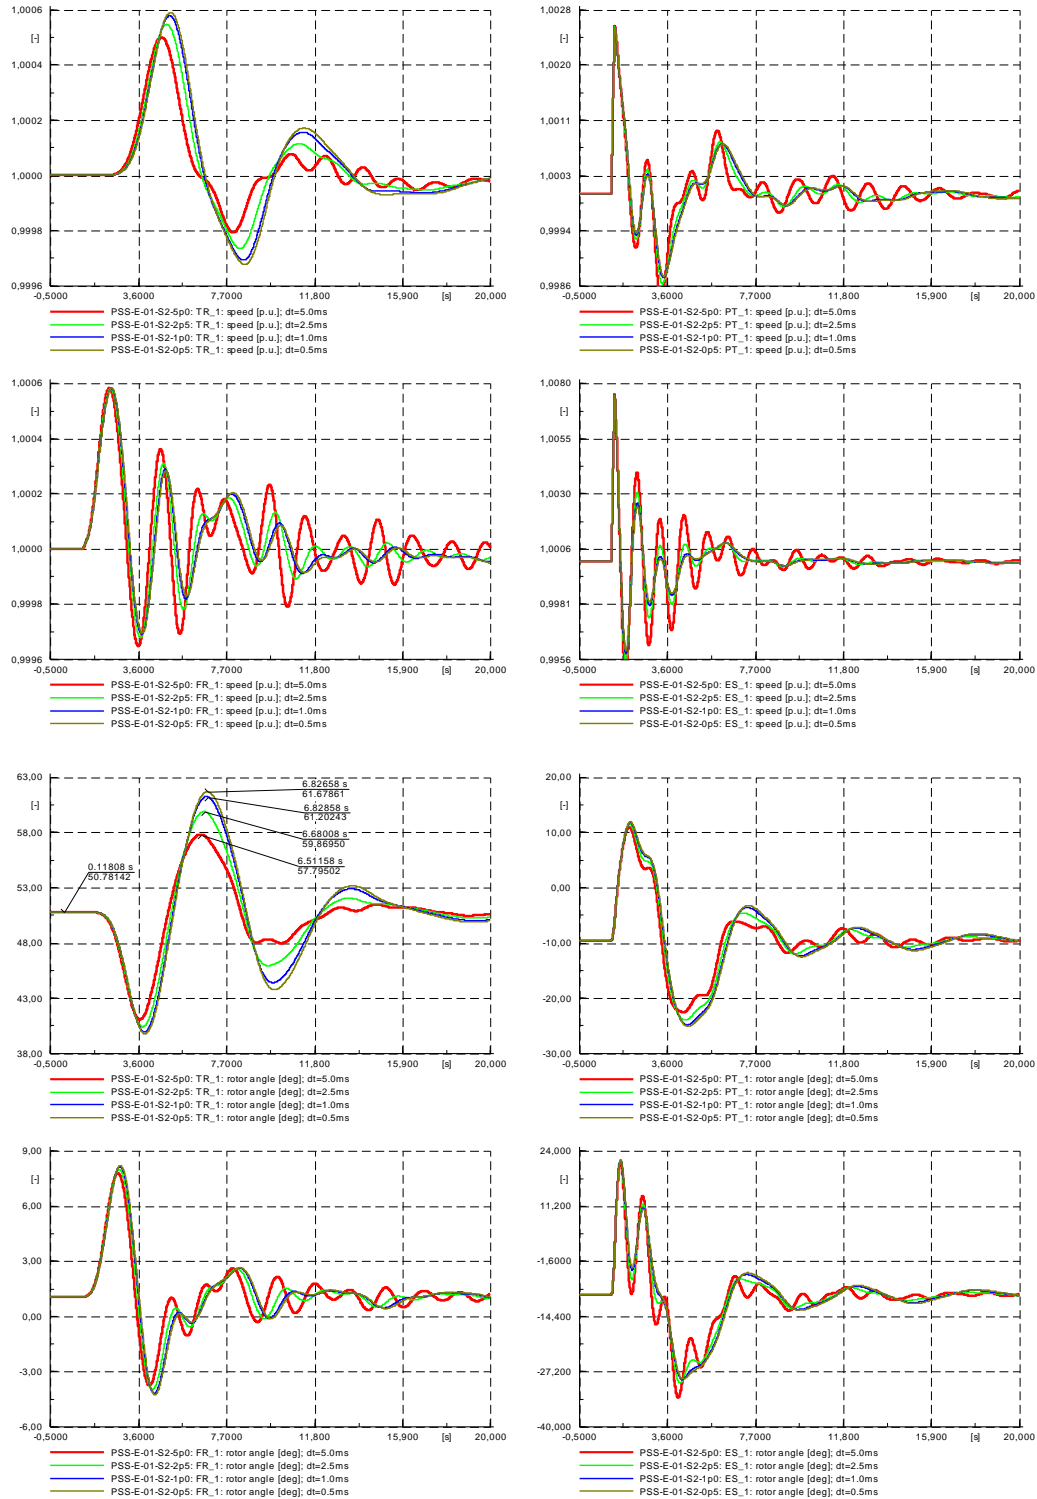 1,0006
[-]
1,0004
1,0002
1,0000
0,9998
0,9996
-0,5000 3,6000 7,7000 11,800 15,900 [s] 20,000
PSS-E-01-S2-5p0: TR_1: speed [p.u.]; dt=5.0ms
PSS-E-01-S2-2p5: TR_1: speed [p.u.]; dt=2.5ms
PSS-E-01-S2-1p0: TR_1: speed [p.u.]; dt=1.0ms
PSS-E-01-S2-0p5: TR_1: speed [p.u.]; dt=0.5ms
1,0028
[-]
1,0020
1,0011
1,0003
0,9994
0,9986
-0,5000 3,6000 7,7000 11,800 15,900 [s] 20,000
PSS-E-01-S2-5p0: PT_1: speed [p.u.]; dt=5.0ms
PSS-E-01-S2-2p5: PT_1: speed [p.u.]; dt=2.5ms
PSS-E-01-S2-1p0: PT_1: speed [p.u.]; dt=1.0ms
PSS-E-01-S2-0p5: PT_1: speed [p.u.]; dt=0.5ms
1,0006
[-]
1,0004
1,0002
1,0000
0,9998
0,9996
-0,5000 3,6000 7,7000 11,800 15,900 [s] 20,000
PSS-E-01-S2-5p0: FR_1: speed [p.u.]; dt=5.0ms
PSS-E-01-S2-2p5: FR_1: speed [p.u.]; dt=2.5ms
PSS-E-01-S2-1p0: FR_1: speed [p.u.]; dt=1.0ms
PSS-E-01-S2-0p5: FR_1: speed [p.u.]; dt=0.5ms
1,0080
[-]
1,0055
1,0030
1,0006
0,9981
0,9956
-0,5000 3,6000 7,7000 11,800 15,900 [s] 20,000
PSS-E-01-S2-5p0: ES_1: speed [p.u.]; dt=5.0ms
PSS-E-01-S2-2p5: ES_1: speed [p.u.]; dt=2.5ms
PSS-E-01-S2-1p0: ES_1: speed [p.u.]; dt=1.0ms
PSS-E-01-S2-0p5: ES_1: speed [p.u.]; dt=0.5ms
63,00
[-]
58,00
53,00
48,00
43,00
38,00
6.82658 s
61.67861
6.82858 s
61.20243
6.68008 s
59.86950
6.51158 s
57.79502
0.11808 s
50.78142
-0,5000 3,6000 7,7000 11,800 15,900 [s] 20,000
PSS-E-01-S2-5p0: TR_1: rotor angle [deg]; dt=5.0ms
PSS-E-01-S2-2p5: TR_1: rotor angle [deg]; dt=2.5ms
PSS-E-01-S2-1p0: TR_1: rotor angle [deg]; dt=1.0ms
PSS-E-01-S2-0p5: TR_1: rotor angle [deg]; dt=0.5ms
20,00
[-]
10,00
0,00
-10,00
-20,00
-30,00
-0,5000 3,6000 7,7000 11,800 15,900 [s] 20,000
PSS-E-01-S2-5p0: PT_1: rotor angle [deg]; dt=5.0ms
PSS-E-01-S2-2p5: PT_1: rotor angle [deg]; dt=2.5ms
PSS-E-01-S2-1p0: PT_1: rotor angle [deg]; dt=1.0ms
PSS-E-01-S2-0p5: PT_1: rotor angle [deg]; dt=0.5ms
9,00
[-]
6,00
3,00
0,00
-3,00
-6,00
-0,5000 3,6000 7,7000 11,800 15,900 [s] 20,000
PSS-E-01-S2-5p0: FR_1: rotor angle [deg]; dt=5.0ms
PSS-E-01-S2-2p5: FR_1: rotor angle [deg]; dt=2.5ms
PSS-E-01-S2-1p0: FR_1: rotor angle [deg]; dt=1.0ms
PSS-E-01-S2-0p5: FR_1: rotor angle [deg]; dt=0.5ms
24,000
[-]
11,200
-1,6000
-14,400
-27,200
-40,000
-0,5000 3,6000 7,7000 11,800 15,900 [s] 20,000
PSS-E-01-S2-5p0: ES_1: rotor angle [deg]; dt=5.0ms
PSS-E-01-S2-2p5: ES_1: rotor angle [deg]; dt=2.5ms
PSS-E-01-S2-1p0: ES_1: rotor angle [deg]; dt=1.0ms
PSS-E-01-S2-0p5: ES_1: rotor angle [deg]; dt=0.5ms